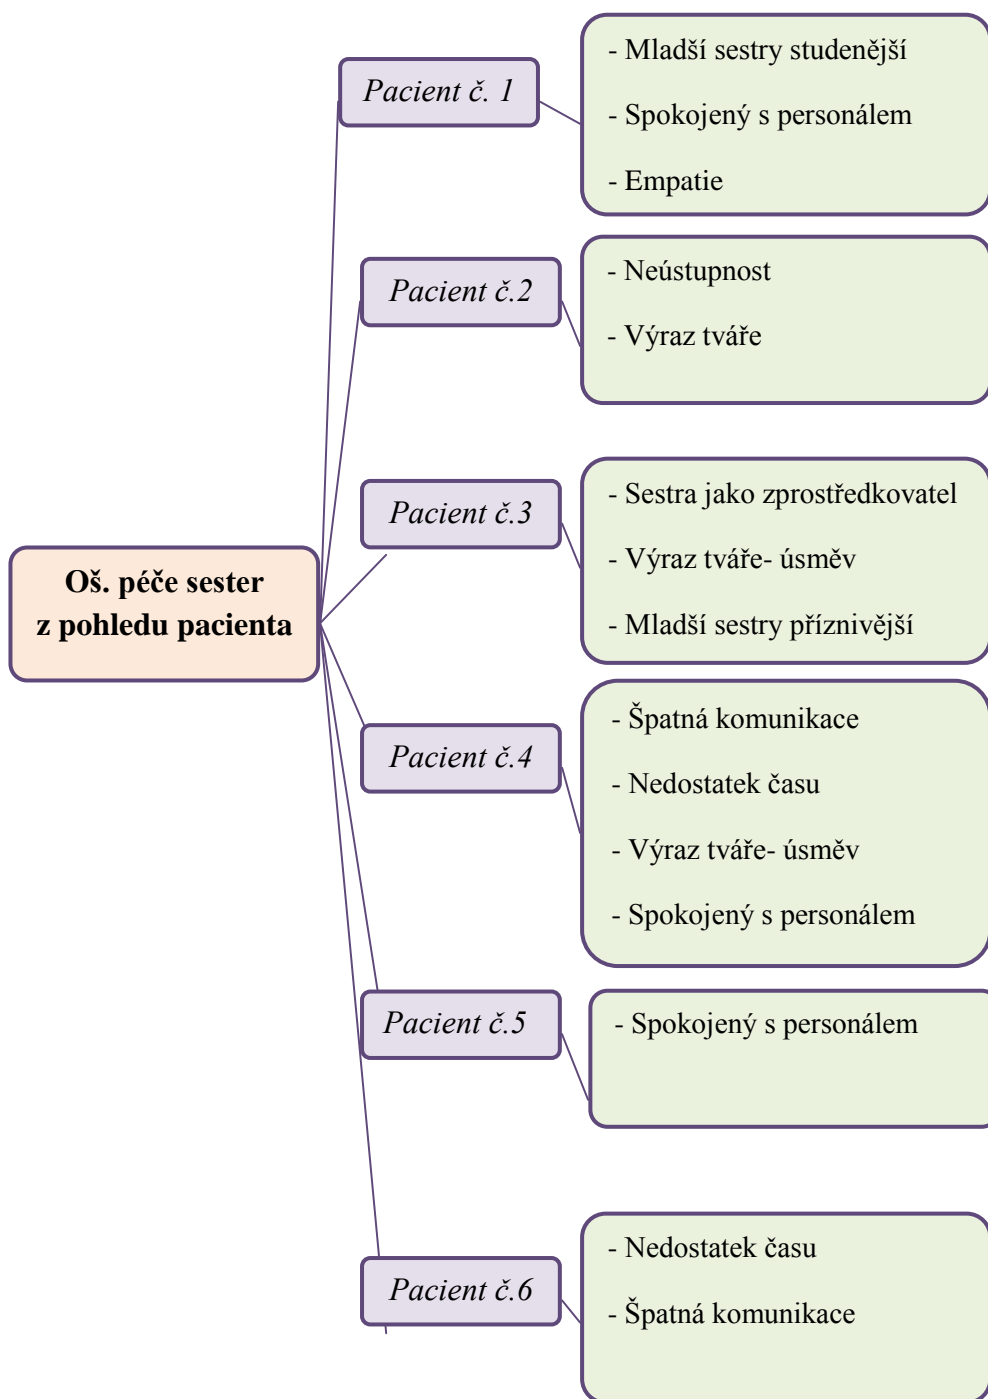 Pacient č. 1
- Mladší sestry studenější
- Spokojený s personálem
- Empatie
Pacient č.2
- Neústupnost
- Výraz tváře
Pacient č.3
- Sestra jako zprostředkovatel
- Výraz tváře- úsměv
- Mladší sestry příznivější
Oš. péče sester
z pohledu pacienta
Pacient č.4
- Špatná komunikace
- Nedostatek času
- Výraz tváře- úsměv
- Spokojený s personálem
Pacient č.5
- Spokojený s personálem
Pacient č.6
- Nedostatek času
- Špatná komunikace